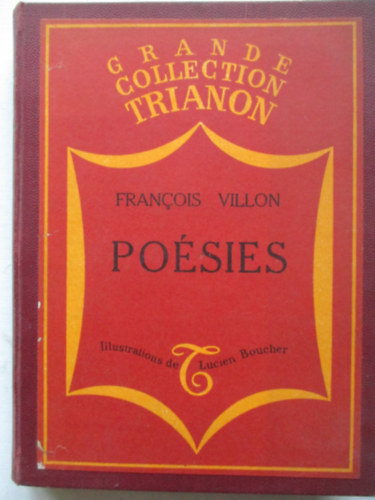 GRANDE
COLLECTION
TRIANON
FRANÇOIS VILLON
POÉSIES
Illustrations de T Lucien Boucher